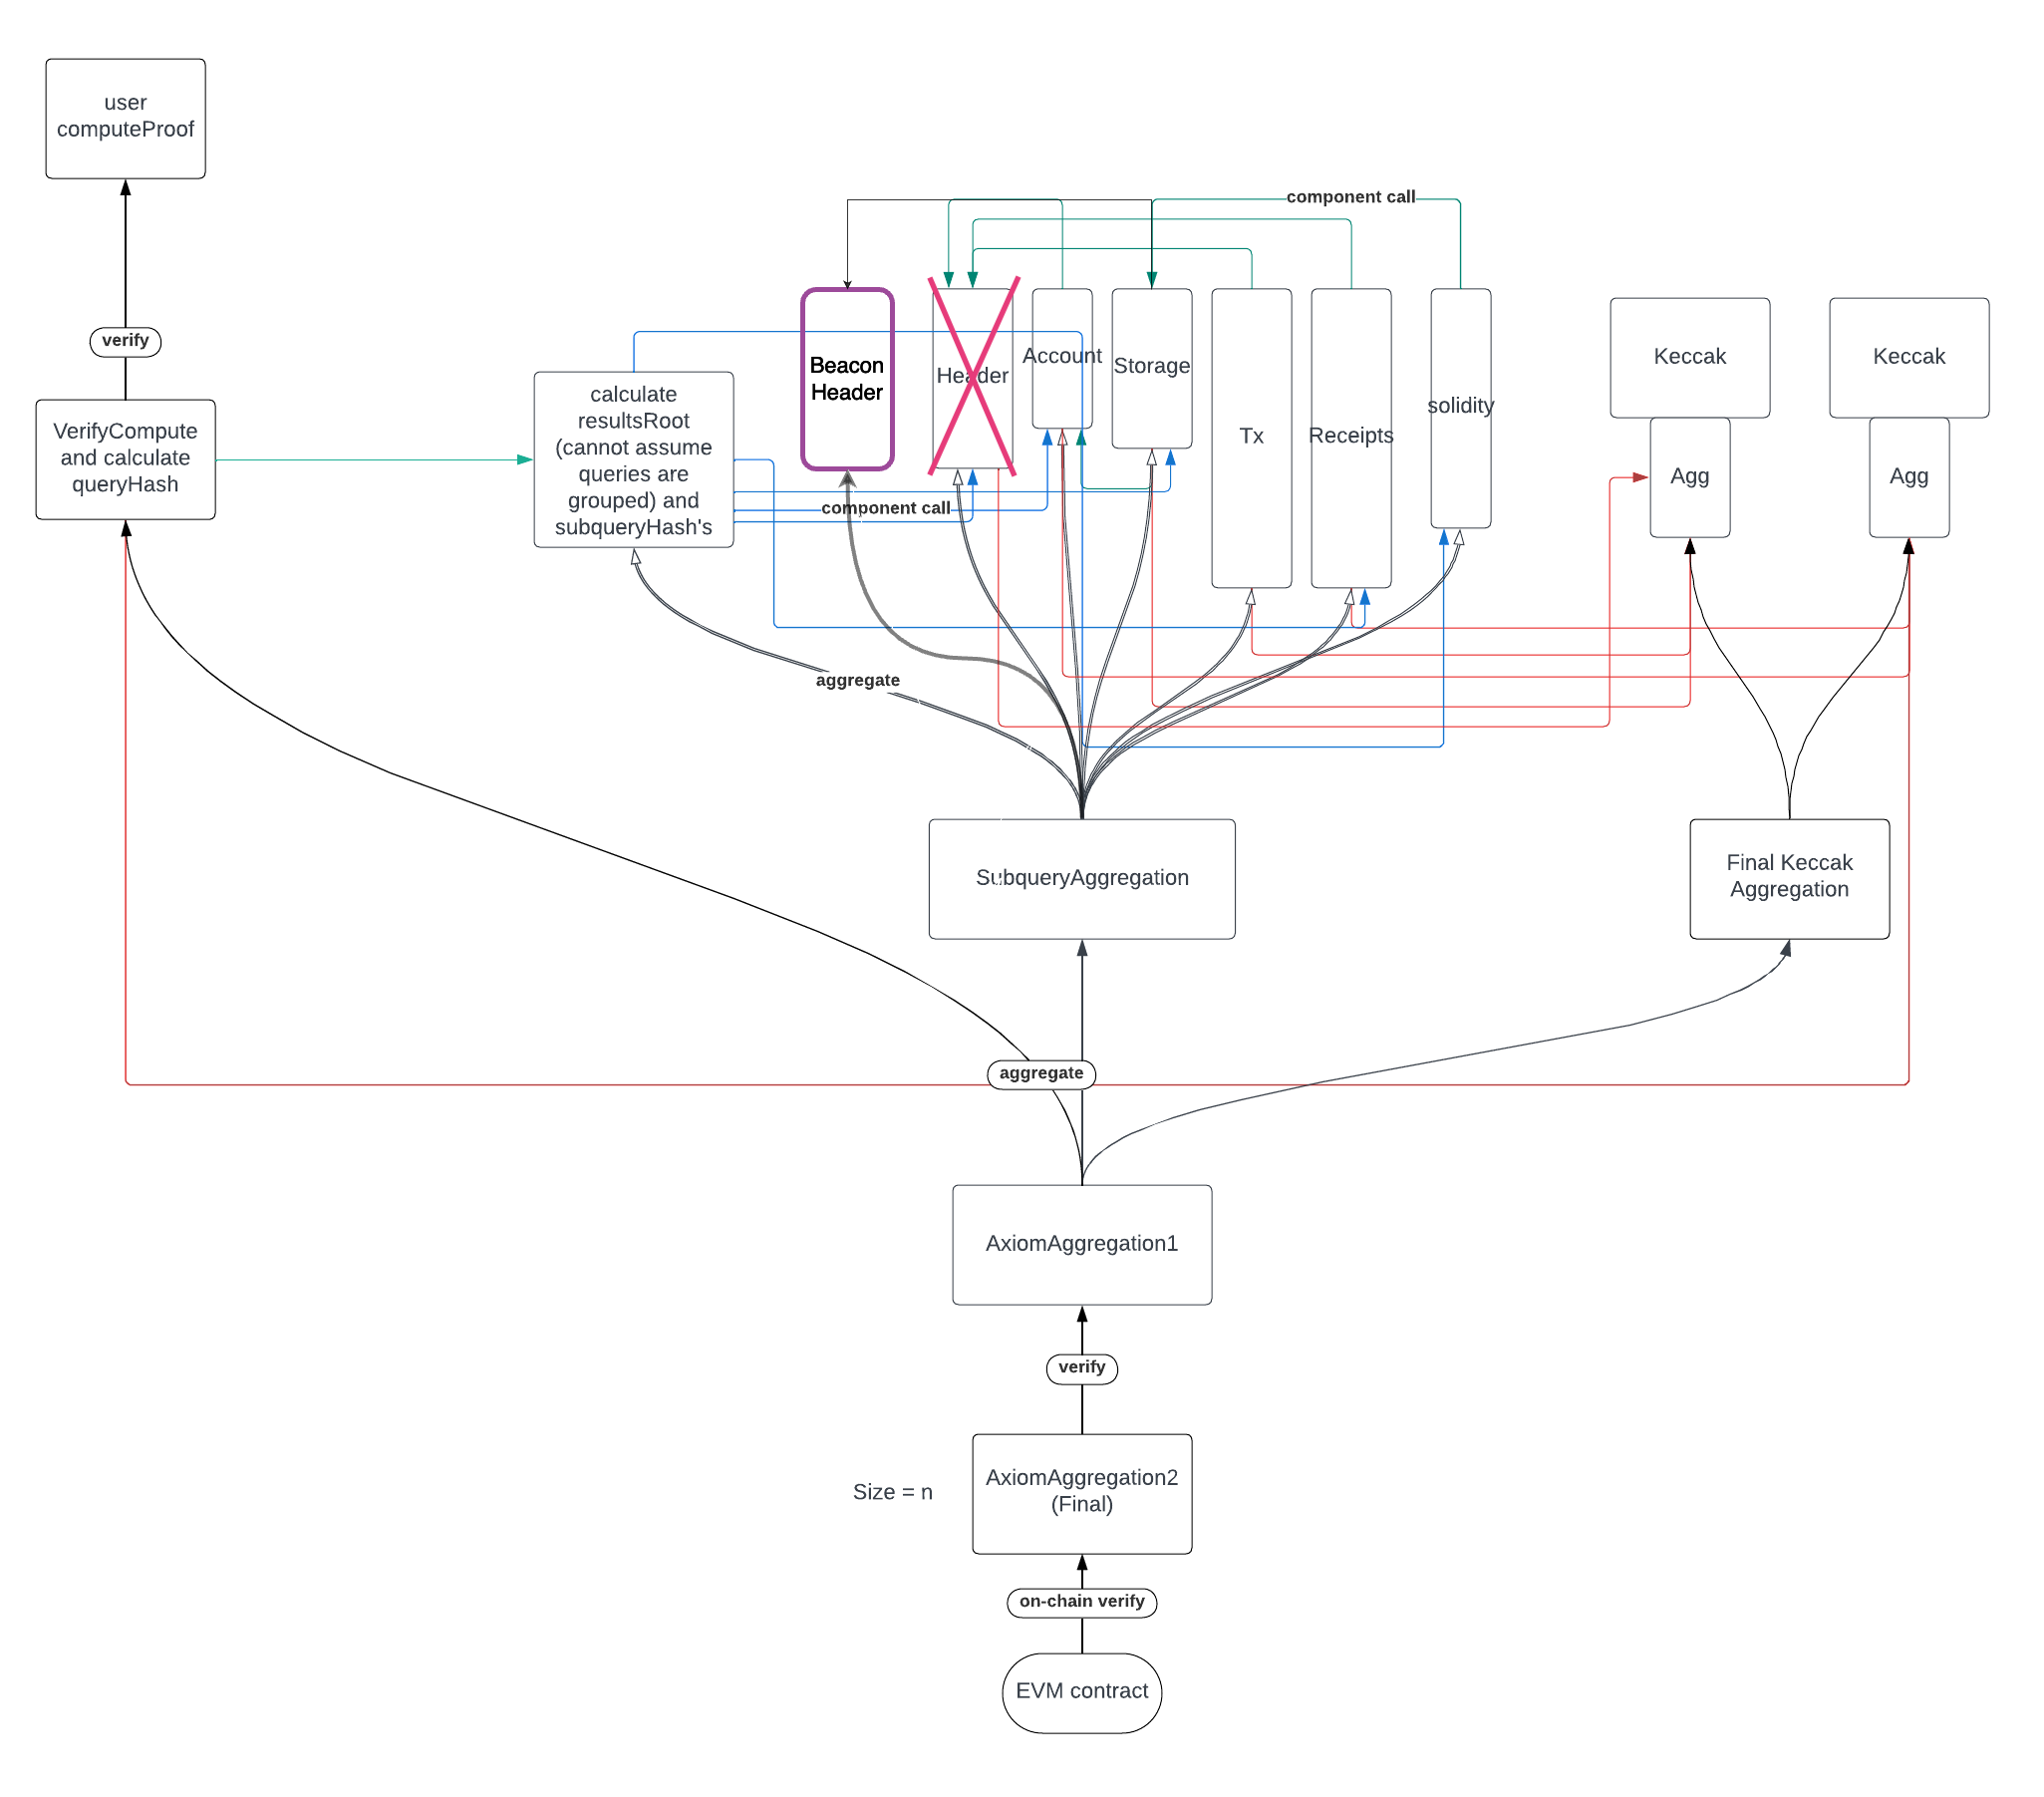 user
computeProof
component call
verify
Beacon
Header
Header
Account
Storage
Tx
Receipts
solidity
Keccak
Keccak
Agg
Agg
VerifyCompute
and calculate
queryHash
calculate
resultsRoot
(cannot assume
queries are
grouped) and
subqueryHash's
component call
aggregate
SubqueryAggregation
Final Keccak
Aggregation
aggregate
AxiomAggregation1
verify
Size = n
AxiomAggregation2
(Final)
on-chain verify
EVM contract